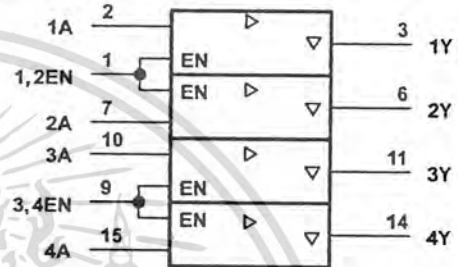 1A 2
3 1Y
1,2EN 1 EN
EN 6 2Y
2A 7
3A 10
11 3Y
3,4EN 9 EN
EN 14 4Y
4A 15